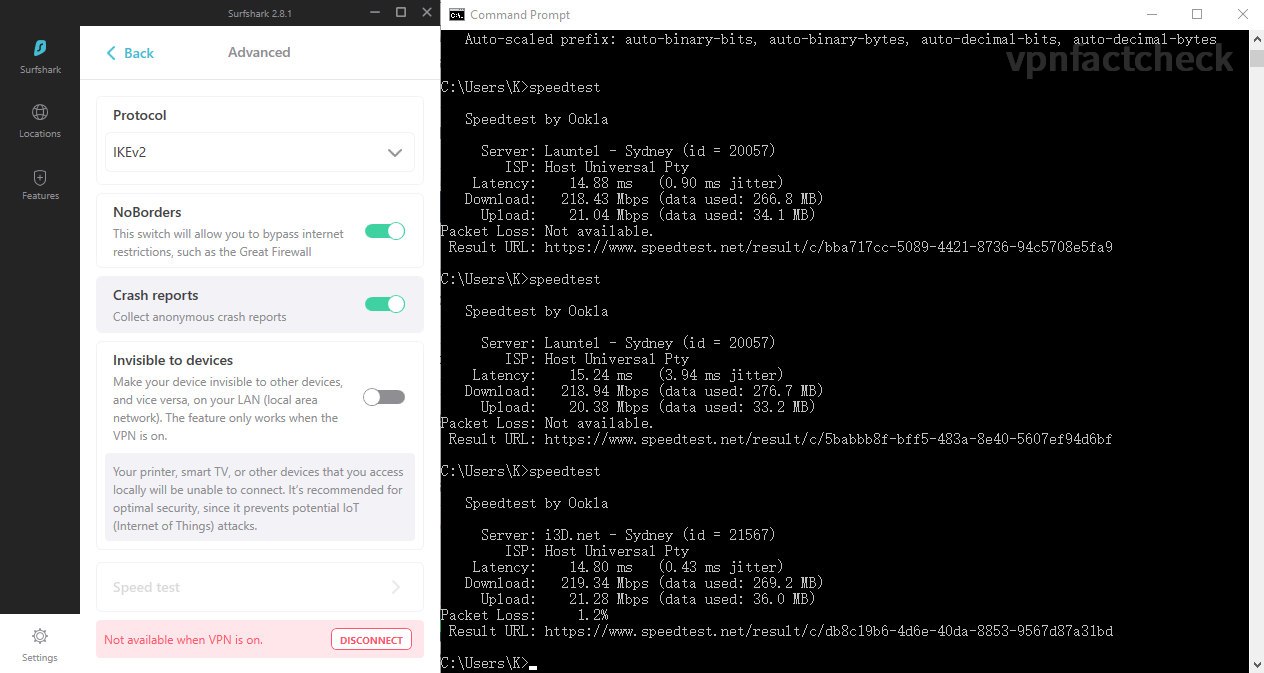 Surfshark 2.8.1
Surfshark
Locations
Features
Settings
Back
Advanced
Protocol
IKEv2
NoBorders
This switch will allow you to bypass internet
restrictions, such as the Great Firewall
Crash reports
Collect anonymous crash reports
Invisible to devices
Make your device invisible to other devices,
and vice versa, on your LAN (local area
network). The feature only works when the
VPN is on.
Your printer, smart TV, or other devices that you access
locally will be unable to connect. It's recommended for
optimal security, since it prevents potential IoT
(Internet of Things) attacks.
Speed test
Not available when VPN is on.
DISCONNECT
Command Prompt
Auto-scaled prefix: auto-binary-bits, auto-binary-bytes, auto-decimal-bits, auto-decimal-bytes
vpnfactcheck
C:\Users\K>speedtest
Speedtest by Ookla
Server: Launtel - Sydney (id = 20057)
ISP: Host Universal Pty
Latency: 14.88 ms (0.90 ms jitter)
Download: 218.43 Mbps (data used: 266.8 MB)
Upload: 21.04 Mbps (data used: 34.1 MB)
Packet Loss: Not available.
Result URL: https://www.speedtest.net/result/c/bba717cc-5089-4421-8736-94c5708e5fa9
C:\Users\K>speedtest
Speedtest by Ookla
Server: Launtel - Sydney (id = 20057)
ISP: Host Universal Pty
Latency: 15.24 ms (3.94 ms jitter)
Download: 218.94 Mbps (data used: 276.7 MB)
Upload: 20.38 Mbps (data used: 33.2 MB)
Packet Loss: Not available.
Result URL: https://www.speedtest.net/result/c/5babbb8f-bff5-483a-8e40-5607ef94d6bf
C:\Users\K>speedtest
Speedtest by Ookla
Server: i3D.net - Sydney (id = 21567)
ISP: Host Universal Pty
Latency: 14.80 ms (0.43 ms jitter)
Download: 219.34 Mbps (data used: 269.2 MB)
Upload: 21.28 Mbps (data used: 36.0 MB)
Packet Loss: 1.2%
Result URL: https://www.speedtest.net/result/c/db8c19b6-4d6e-40da-8853-9567d87a31bd
C:\Users\K>